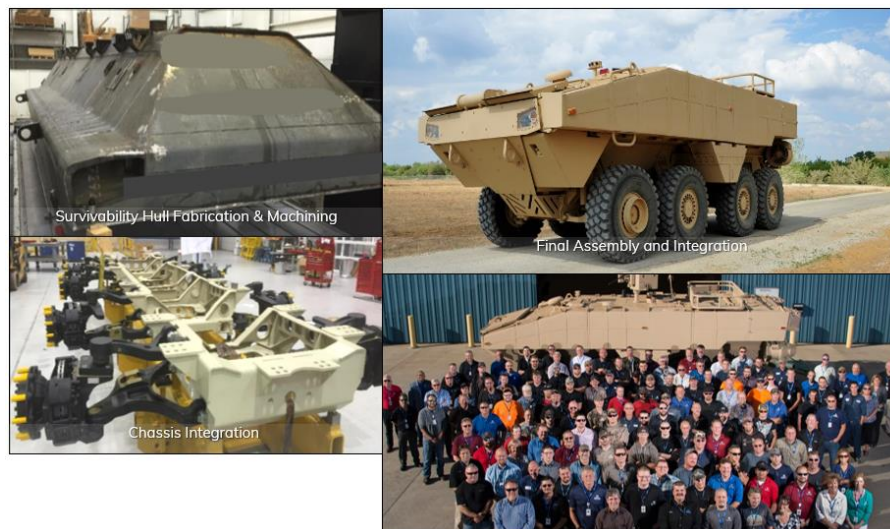 Survivability Hull Fabrication & Machining
Final Assembly and Integration
Chassis Integration